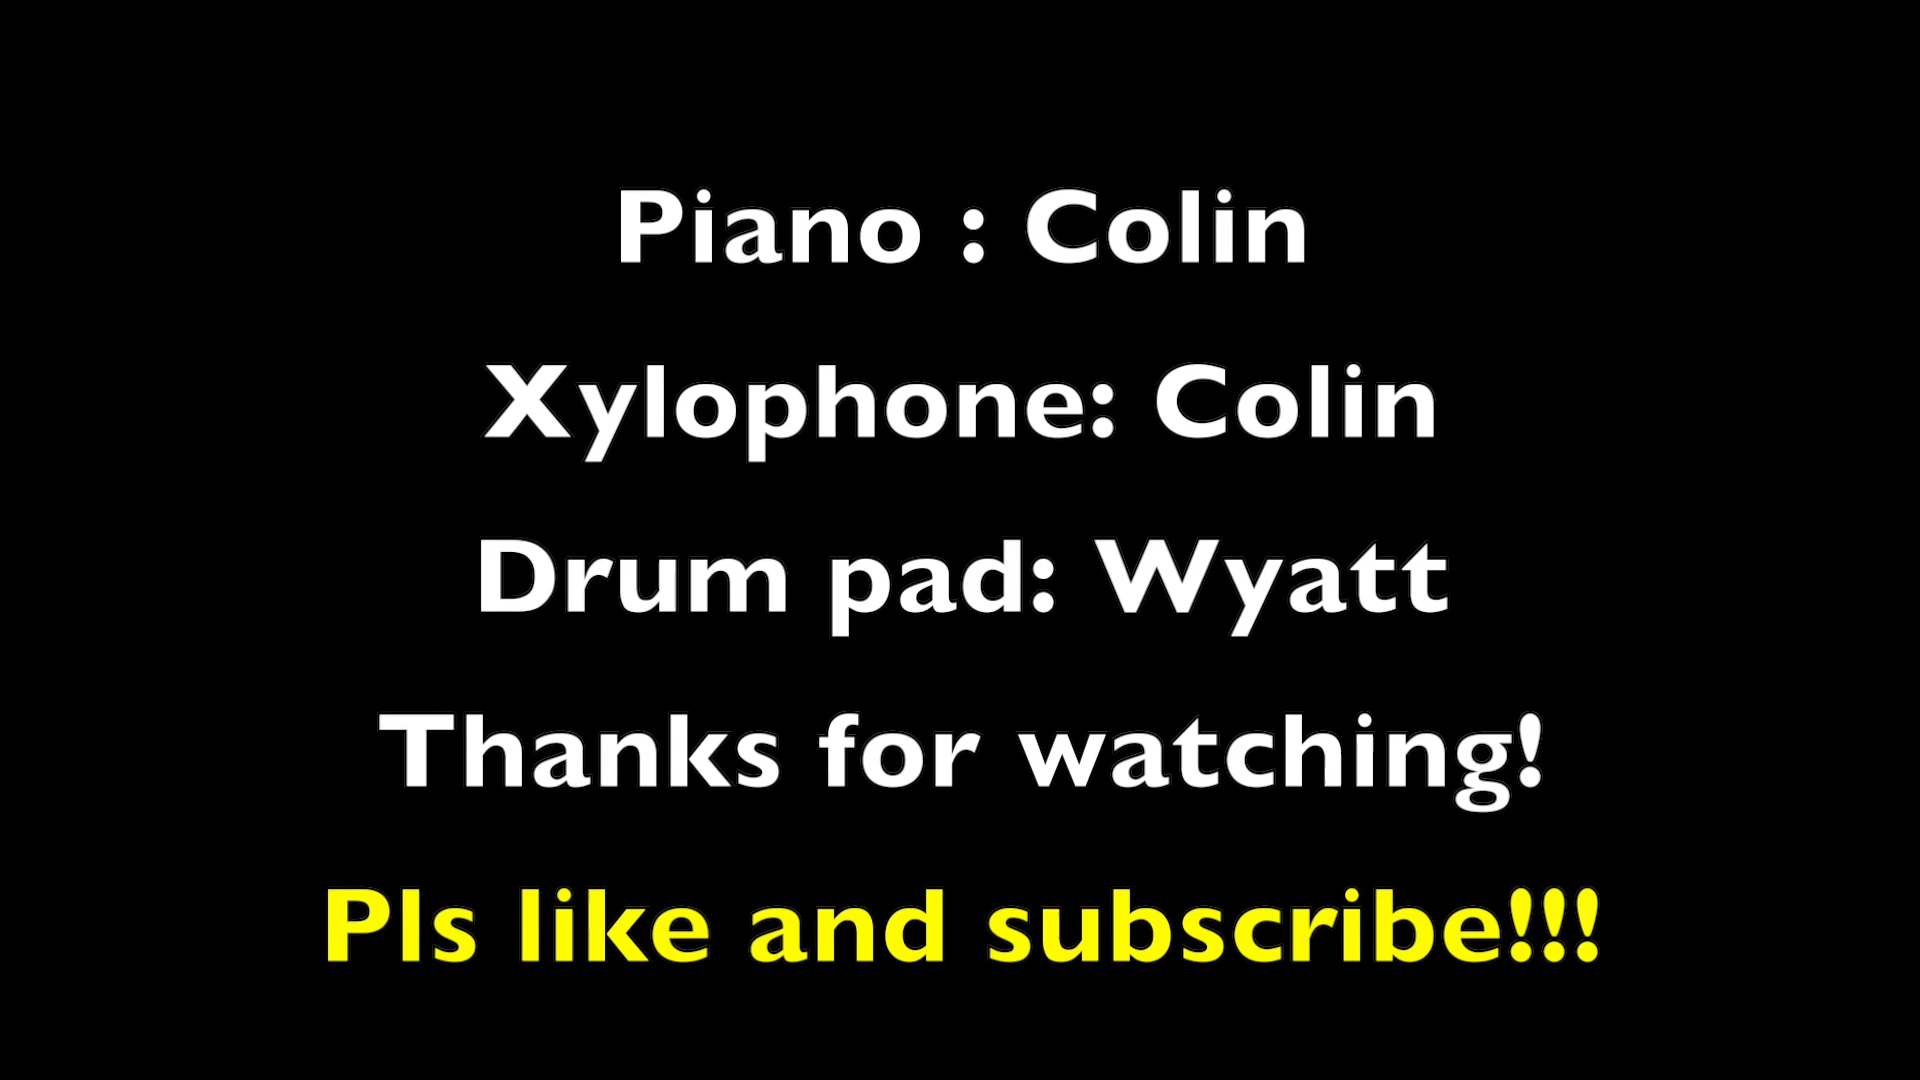 Piano : Colin
Xylophone: Colin
Drum pad: Wyatt
Thanks for watching!
Pls like and subscribe!!!